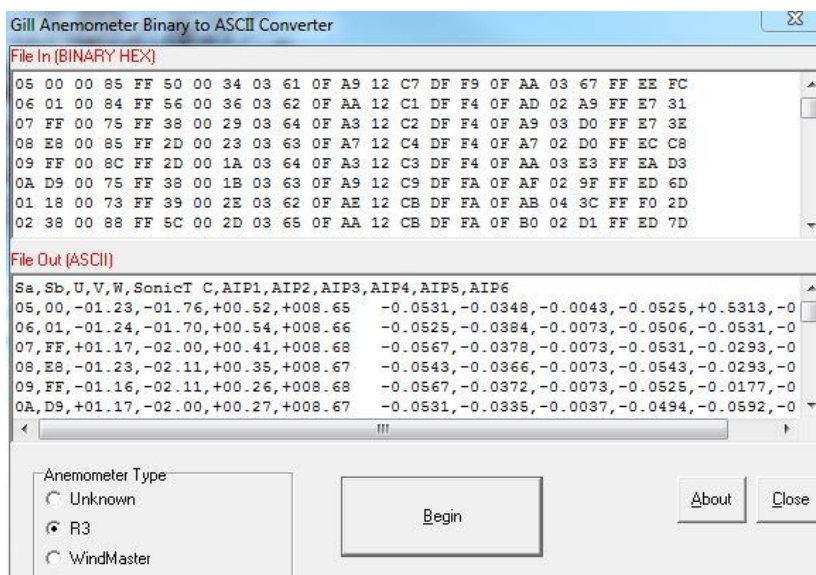 Gill Anemometer Binary to ASCII Converter
File In (BINARY HEX)
05 00 00 85 FF 50 00 34 03 61 0F A9 12 C7 DF F9 0F AA 03 67 FF EE FC
06 01 00 84 FF 56 00 36 03 62 0F AA 12 C1 DF F4 0F AD 02 A9 FF E7 31
07 FF 00 75 FF 38 00 29 03 64 0F A3 12 C2 DF F4 0F A9 03 D0 FF E7 3E
08 E8 00 85 FF 2D 00 23 03 63 0F A7 12 C4 DF F4 0F A7 02 D0 FF EC C8
09 FF 00 8C FF 2D 00 1A 03 64 0F A3 12 C3 DF F4 0F AA 03 E3 FF EA D3
0A D9 00 75 FF 38 00 1B 03 63 0F A9 12 C9 DF FA 0F AF 02 9F FF ED 6D
01 18 00 73 FF 39 00 2E 03 62 0F AE 12 CB DF FA 0F AB 04 3C FF F0 2D
02 38 00 88 FF 5C 00 2D 03 65 0F AA 12 CB DF FA 0F B0 02 D1 FF ED 7D
File Out (ASCII)
Sa,Sb,U,V,W,SonicT C,AIP1,AIP2,AIP3,AIP4,AIP5,AIP6
05,00,-01.23,-01.76,+00.52,+008.65 -0.0531,-0.0348,-0.0043,-0.0525,+0.5313,-0
06,01,-01.24,-01.70,+00.54,+008.66 -0.0525,-0.0384,-0.0073,-0.0506,-0.0531,-0
07,FF,+01.17,-02.00,+00.41,+008.68 -0.0567,-0.0378,-0.0073,-0.0531,-0.0293,-0
08,E8,-01.23,-02.11,+00.35,+008.67 -0.0543,-0.0366,-0.0073,-0.0543,-0.0293,-0
09,FF,-01.16,-02.11,+00.26,+008.68 -0.0567,-0.0372,-0.0073,-0.0525,-0.0177,-0
0A,D9,+01.17,-02.00,+00.27,+008.67 -0.0531,-0.0335,-0.0037,-0.0494,-0.0592,-0
Anemometer Type
Unknown
R3
WindMaster
Begin
About
Close